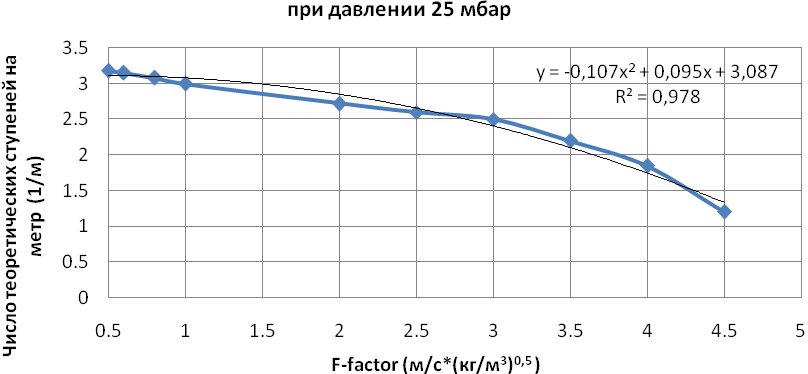 при давлении 25 мбар
Число теоретических ступеней на
метр (1/м)
3.5
3
2.5
2
1.5
1
0.5
0
y = -0,107x² + 0,095x + 3,087
R² = 0,978
0.5 1 1.5 2 2.5 3 3.5 4 4.5 5
F-factor (м/с*(кг/м³)⁰,⁵)